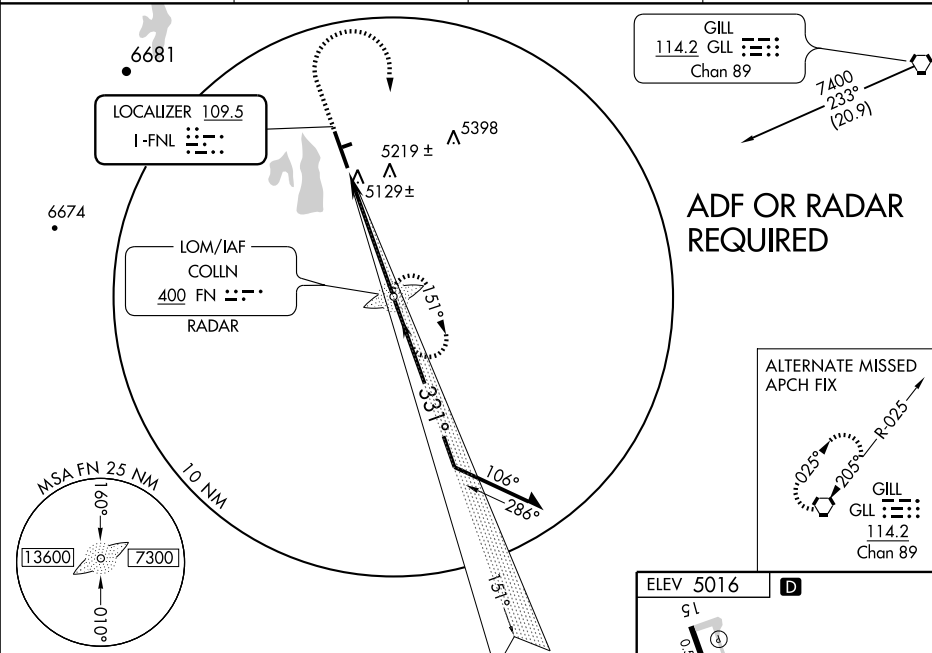 6681
LOCALIZER 109.5
I-FNL
5398
5219 ±
5129 ±
6674
GILL
114.2 GLL
Chan 89
7400
233°
(20.9)
ADF OR RADAR
REQUIRED
LOM/IAF
COLLN
400 FN
RADAR
151°
331°
106°
286°
151°
10 NM
MSA FN 25 NM
160°
13600
7300
010°
ALTERNATE MISSED
APCH FIX
R-025
025°
205°
GILL
GLL
114.2
Chan 89
ELEV 5016
D
15
P